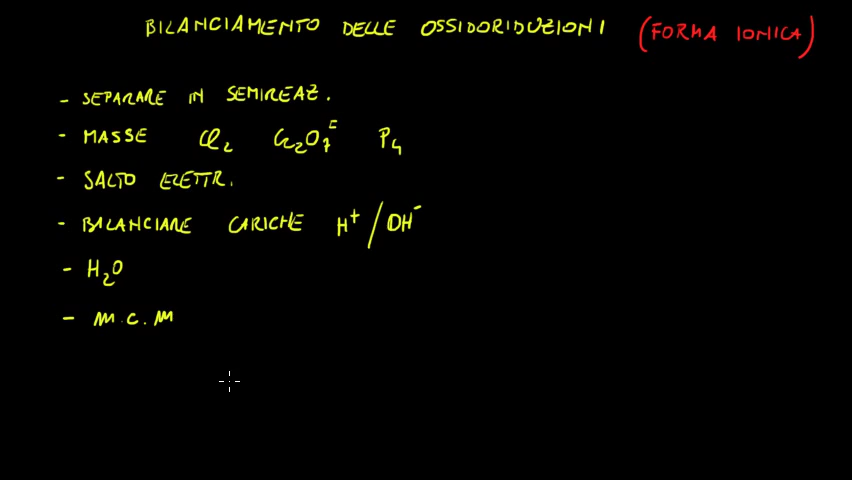 BILANCIAMENTO DELLE OSSIDORIDUZIONI (FORMA IONICA)
- SEPARARE IN SEMIREAZ.
- MASSE Cl₂ Cr₂O₇⁼ P₄
- SALTO ELETTR.
- BILANCIARE CARICHE H⁺/OH⁻
- H₂O
- m.c.m